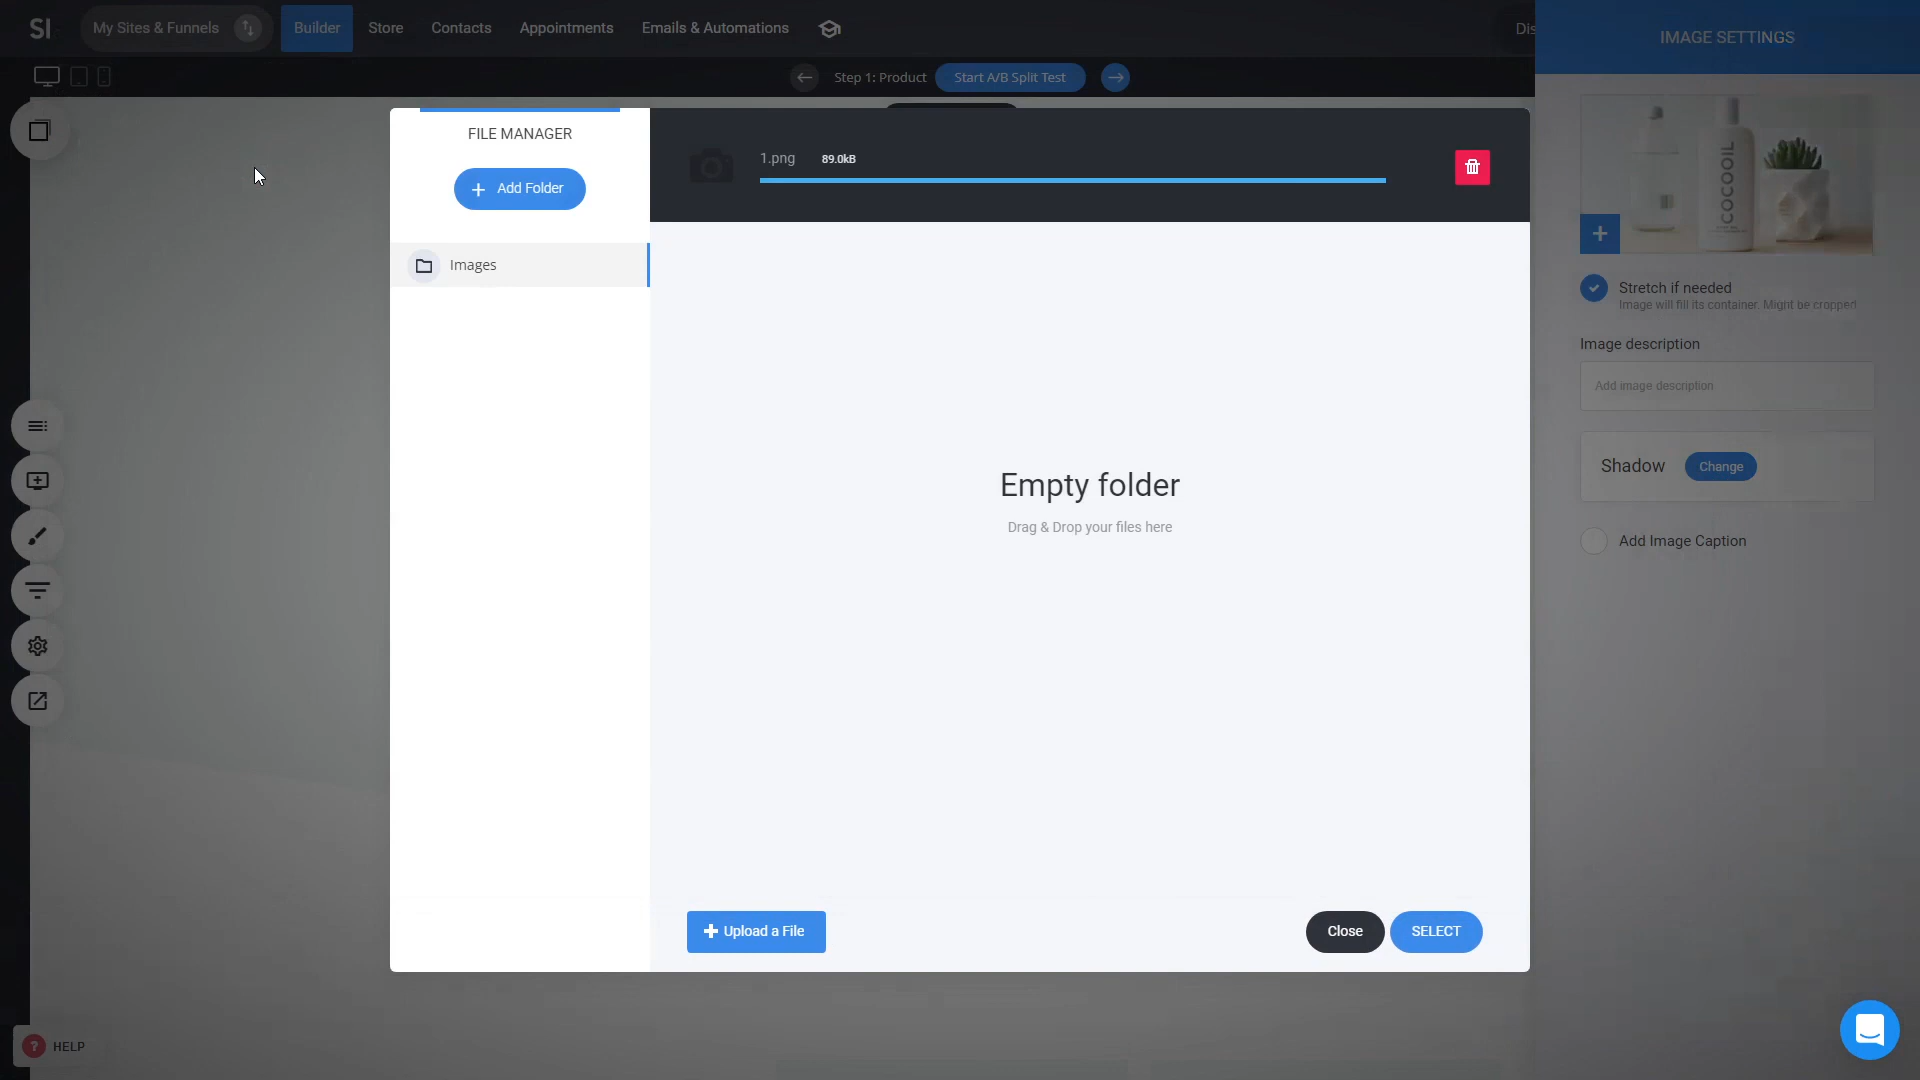 SI
My Sites & Funnels
Builder
Store
Contacts
Appointments
Emails & Automations
IMAGE SETTINGS
Step 1: Product
Start A/B Split Test
FILE MANAGER
Add Folder
Images
1.png
89.0kB
Empty folder
Drag & Drop your files here
Upload a File
Close
SELECT
COCOOIL
Stretch if needed
Image will fill its container. Might be cropped
Image description
Add image description
Shadow
Change
Add Image Caption
? HELP